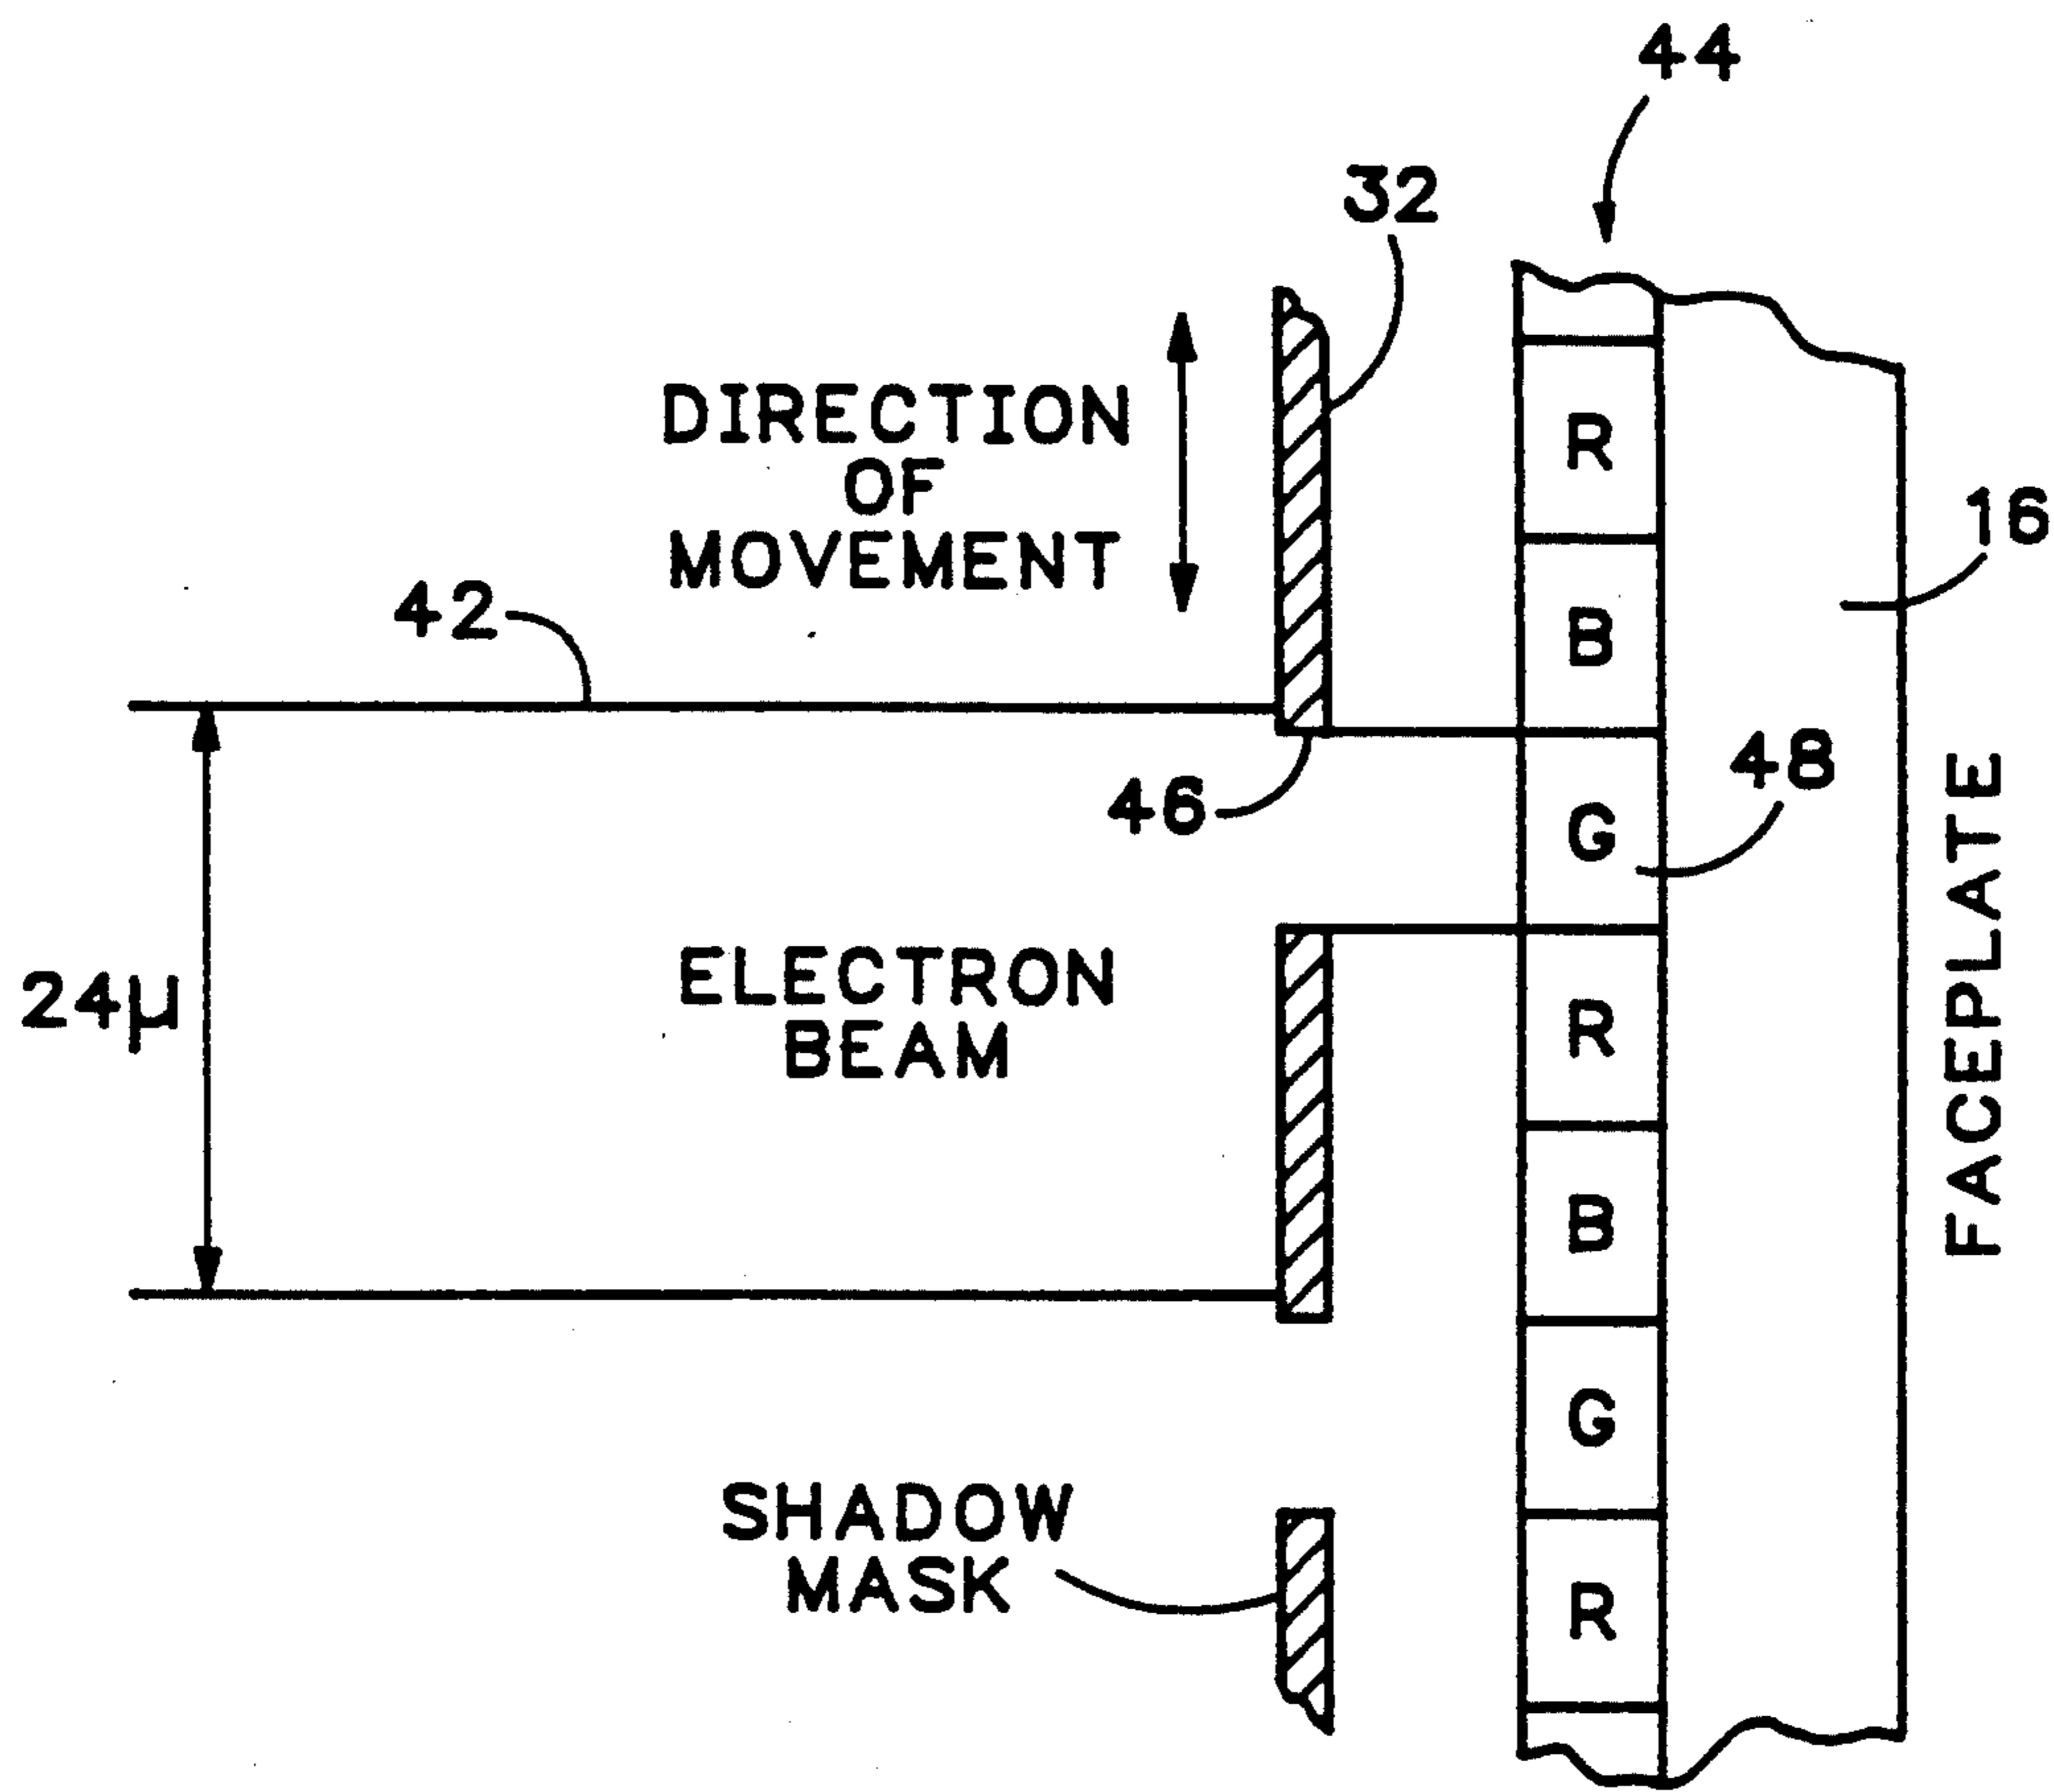 44
32
DIRECTION
OF
MOVEMENT
R
16
42
B
46
48
G
FACEPLATE
24μ
ELECTRON
BEAM
R
B
G
SHADOW
MASK
R